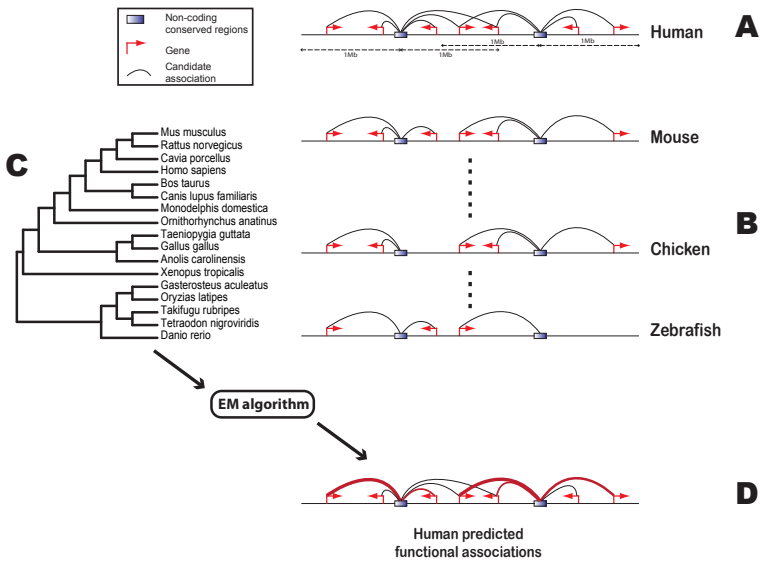 Non-coding
conserved regions
Gene
Candidate
association
1Mb
1Mb
1Mb
1Mb
Human
A
Mouse
C
Mus musculus
Rattus norvegicus
Cavia porcellus
Homo sapiens
Bos taurus
Canis lupus familiaris
Monodelphis domestica
Ornithorhynchus anatinus
Taeniopygia guttata
Gallus gallus
Anolis carolinensis
Xenopus tropicalis
Gasterosteus aculeatus
Oryzias latipes
Takifugu rubripes
Tetraodon nigroviridis
Danio rerio
B
Chicken
Zebrafish
EM algorithm
D
Human predicted
functional associations